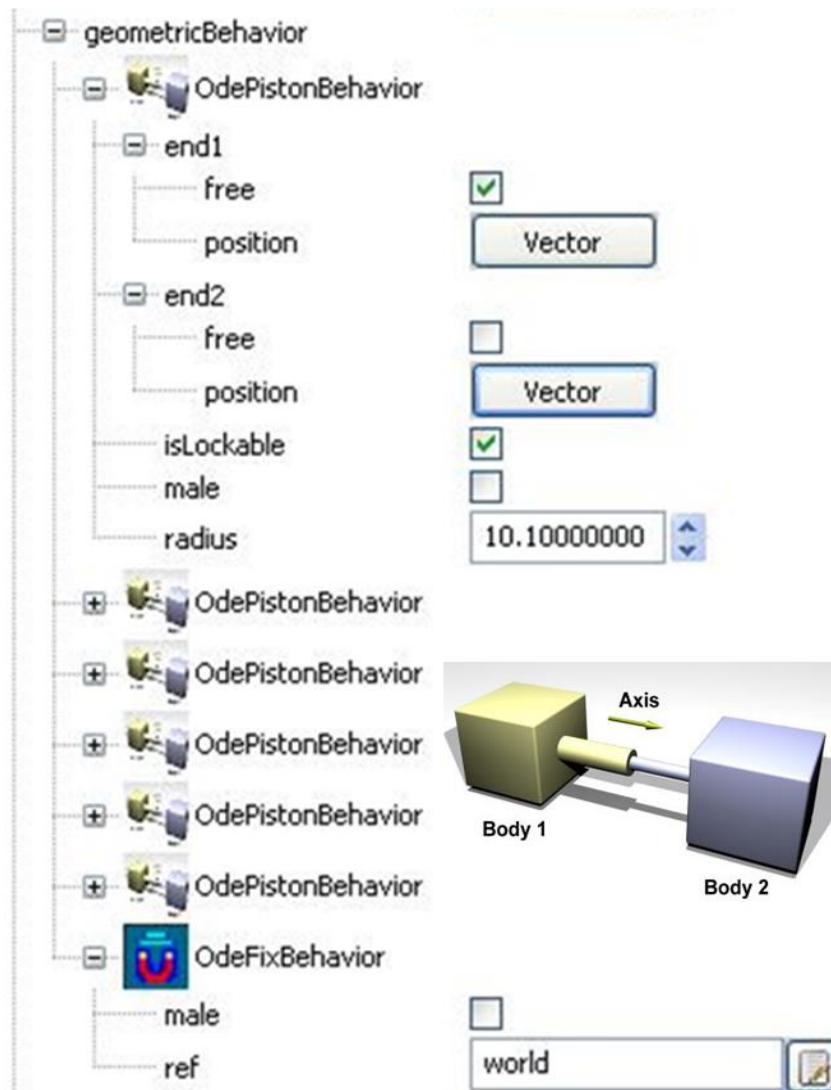 geometricBehavior
OdePistonBehavior
end1
free
position Vector
end2
free
position Vector
isLockable
male
radius 10.10000000
OdePistonBehavior
OdePistonBehavior
OdePistonBehavior
OdePistonBehavior
OdePistonBehavior
Axis
Body 1
Body 2
OdeFixBehavior
male
ref world